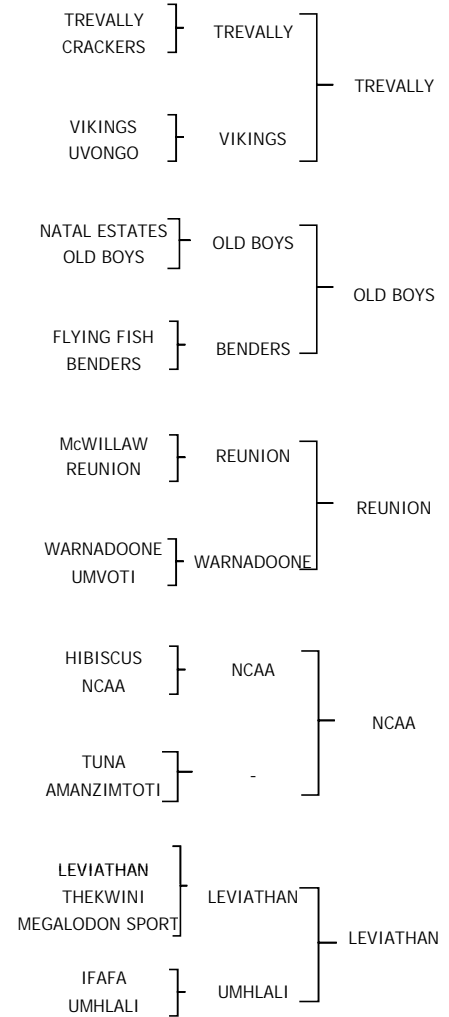 TREVALLY
CRACKERS
TREVALLY
TREVALLY
VIKINGS
UVONGO
VIKINGS
NATAL ESTATES
OLD BOYS
OLD BOYS
OLD BOYS
FLYING FISH
BENDERS
BENDERS
McWILLAW
REUNION
REUNION
REUNION
WARNADOONE
UMVOTI
WARNADOONE
HIBISCUS
NCAA
NCAA
NCAA
TUNA
AMANZIMTOTI
-
LEVIATHAN
THEKWINI
MEGALODON SPORT
LEVIATHAN
LEVIATHAN
IFAFA
UMHLALI
UMHLALI